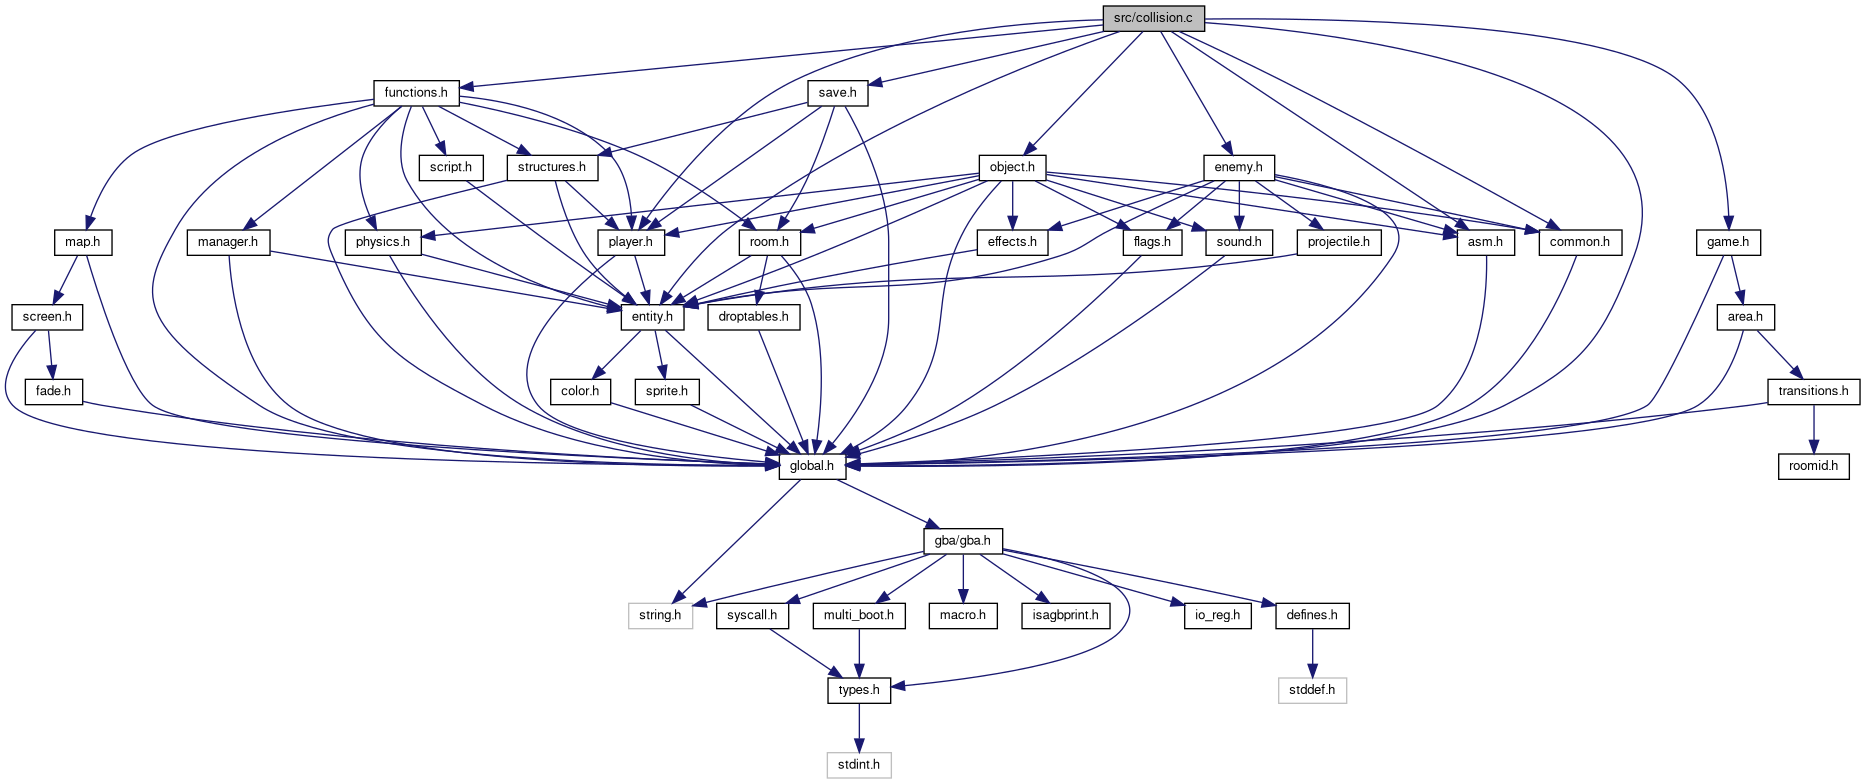 src/collision.c
functions.h
save.h
script.h
structures.h
object.h
enemy.h
map.h
manager.h
physics.h
player.h
room.h
effects.h
flags.h
sound.h
projectile.h
asm.h
common.h
game.h
screen.h
entity.h
droptables.h
area.h
fade.h
color.h
sprite.h
transitions.h
global.h
roomid.h
gba/gba.h
string.h
syscall.h
multi_boot.h
macro.h
isagbprint.h
io_reg.h
defines.h
types.h
stddef.h
stdint.h